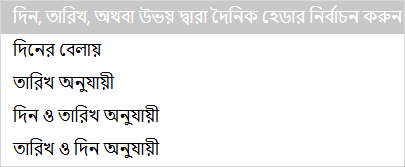 দিন, তারিখ, অথবা উভয় দ্বারা দৈনিক হেডার নির্বাচন করুন
দিনের বেলায়
তারিখ অনুযায়ী
দিন ও তারিখ অনুযায়ী
তারিখ ও দিন অনুযায়ী